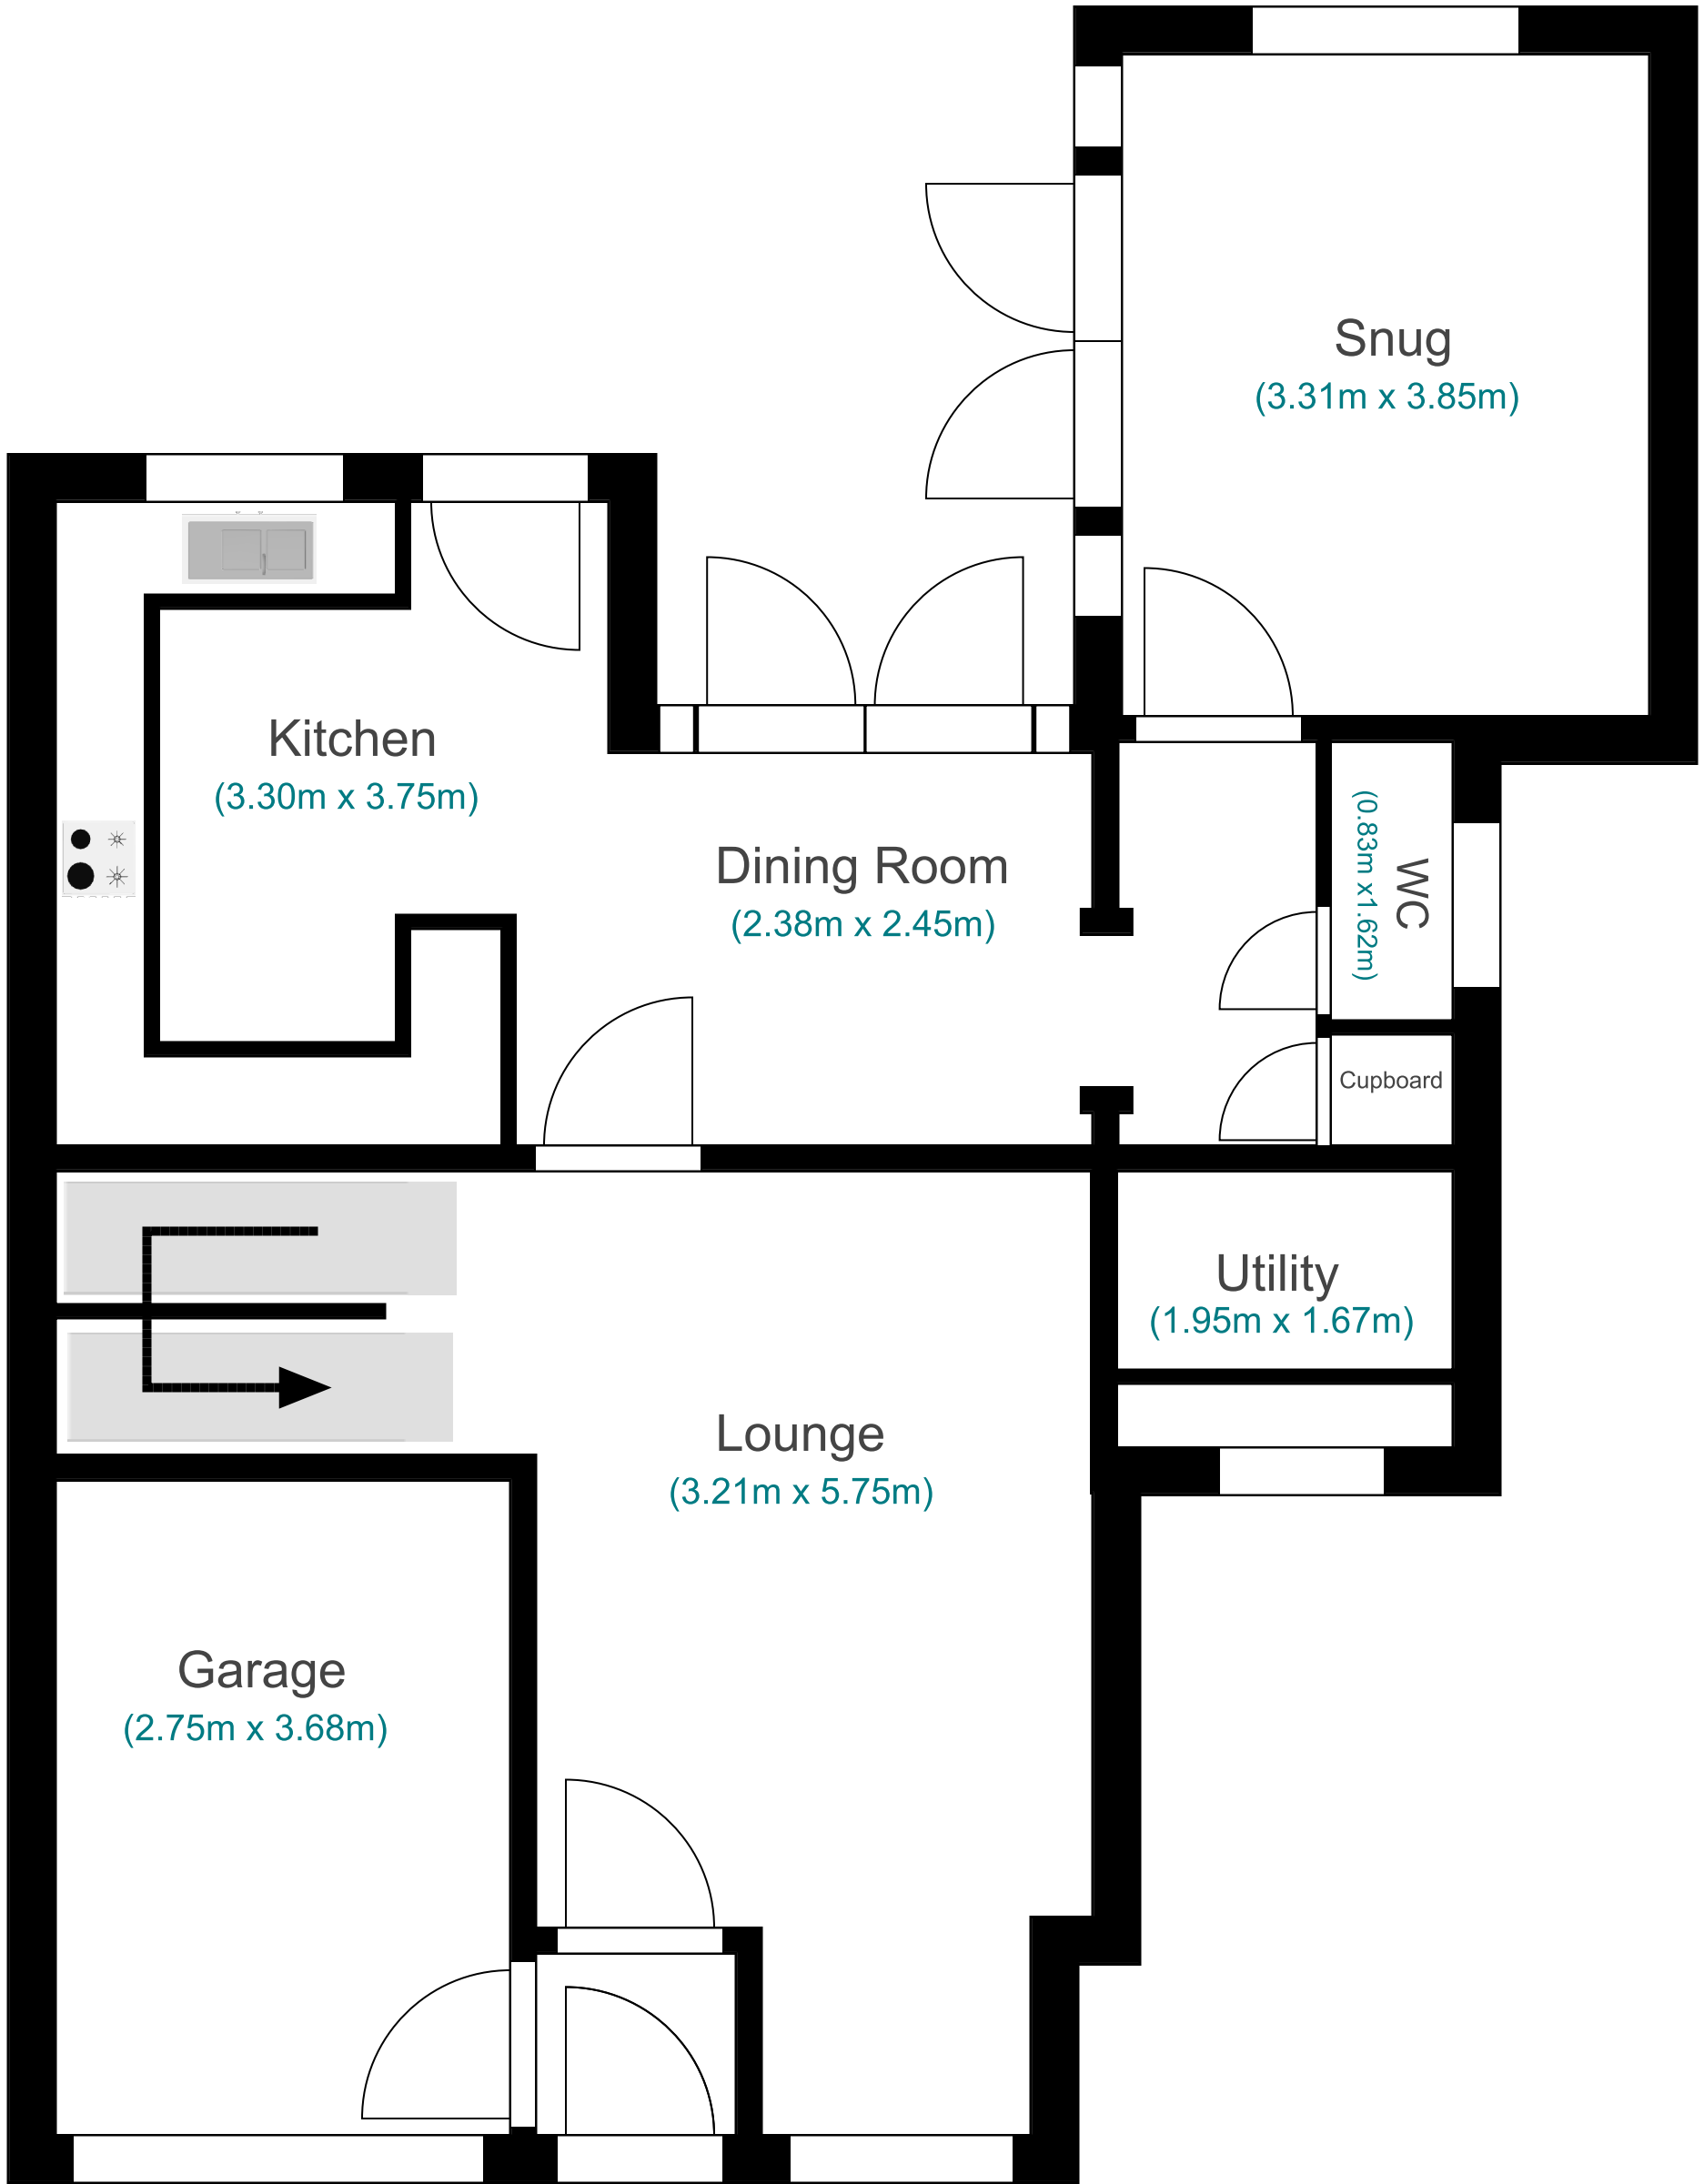 Snug
(3.31m x 3.85m)
Kitchen
(3.30m x 3.75m)
Dining Room
(2.38m x 2.45m)
WC
(0.83m x1.62m)
Cupboard
Utility
(1.95m x 1.67m)
Lounge
(3.21m x 5.75m)
Garage
(2.75m x 3.68m)